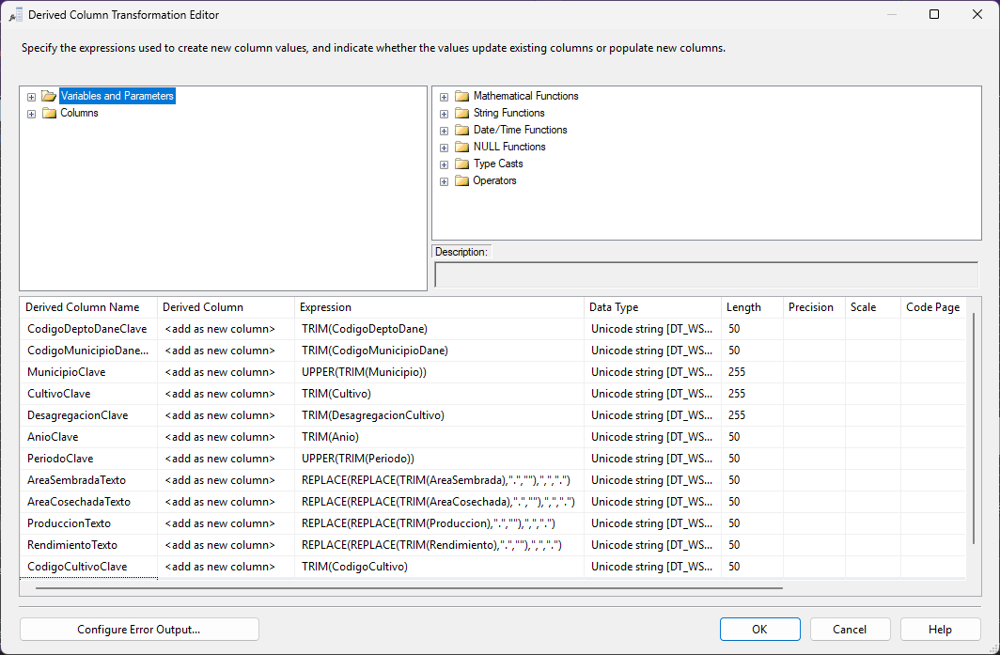 Derived Column Transformation Editor
Specify the expressions used to create new column values, and indicate whether the values update existing columns or populate new columns.
Variables and Parameters
Columns
Mathematical Functions
String Functions
Date/Time Functions
NULL Functions
Type Casts
Operators
Description:
Derived Column Name Derived Column Expression Data Type Length Precision Scale Code Page
CodigoDeptoDaneClave <add as new column> TRIM(CodigoDeptoDane) Unicode string [DT_WS... 50
CodigoMunicipioDane... <add as new column> TRIM(CodigoMunicipioDane) Unicode string [DT_WS... 50
MunicipioClave <add as new column> UPPER(TRIM(Municipio)) Unicode string [DT_WS... 255
CultivoClave <add as new column> TRIM(Cultivo) Unicode string [DT_WS... 255
DesagregacionClave <add as new column> TRIM(DesagregacionCultivo) Unicode string [DT_WS... 255
AnioClave <add as new column> TRIM(Anio) Unicode string [DT_WS... 50
PeriodoClave <add as new column> UPPER(TRIM(Periodo)) Unicode string [DT_WS... 50
AreaSembradaTexto <add as new column> REPLACE(REPLACE(TRIM(AreaSembrada),".",""),",",".") Unicode string [DT_WS... 50
AreaCosechadaTexto <add as new column> REPLACE(REPLACE(TRIM(AreaCosechada),".",""),",",".") Unicode string [DT_WS... 50
ProduccionTexto <add as new column> REPLACE(REPLACE(TRIM(Produccion),".",""),",",".") Unicode string [DT_WS... 50
RendimientoTexto <add as new column> REPLACE(REPLACE(TRIM(Rendimiento),".",""),",",".") Unicode string [DT_WS... 50
CodigoCultivoClave <add as new column> TRIM(CodigoCultivo) Unicode string [DT_WS... 50
Configure Error Output... OK Cancel Help